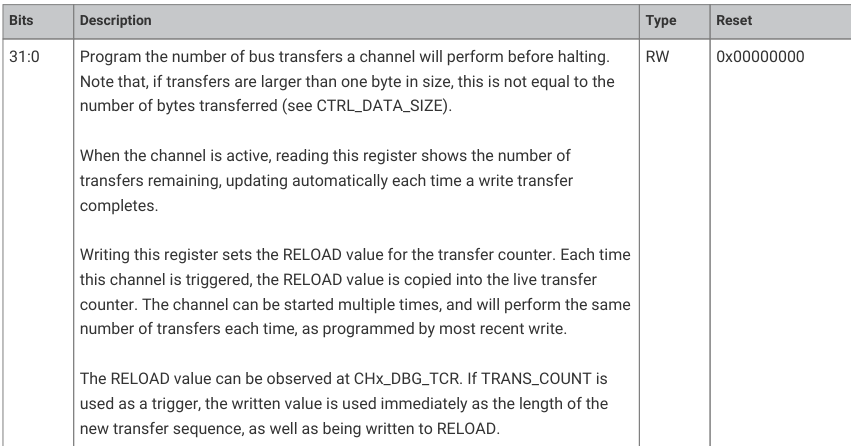 Bits Description Type Reset
31:0 Program the number of bus transfers a channel will perform before halting. RW 0x00000000
Note that, if transfers are larger than one byte in size, this is not equal to the
number of bytes transferred (see CTRL_DATA_SIZE).
When the channel is active, reading this register shows the number of
transfers remaining, updating automatically each time a write transfer
completes.
Writing this register sets the RELOAD value for the transfer counter. Each time
this channel is triggered, the RELOAD value is copied into the live transfer
counter. The channel can be started multiple times, and will perform the same
number of transfers each time, as programmed by most recent write.
The RELOAD value can be observed at CHx_DBG_TCR. If TRANS_COUNT is
used as a trigger, the written value is used immediately as the length of the
new transfer sequence, as well as being written to RELOAD.